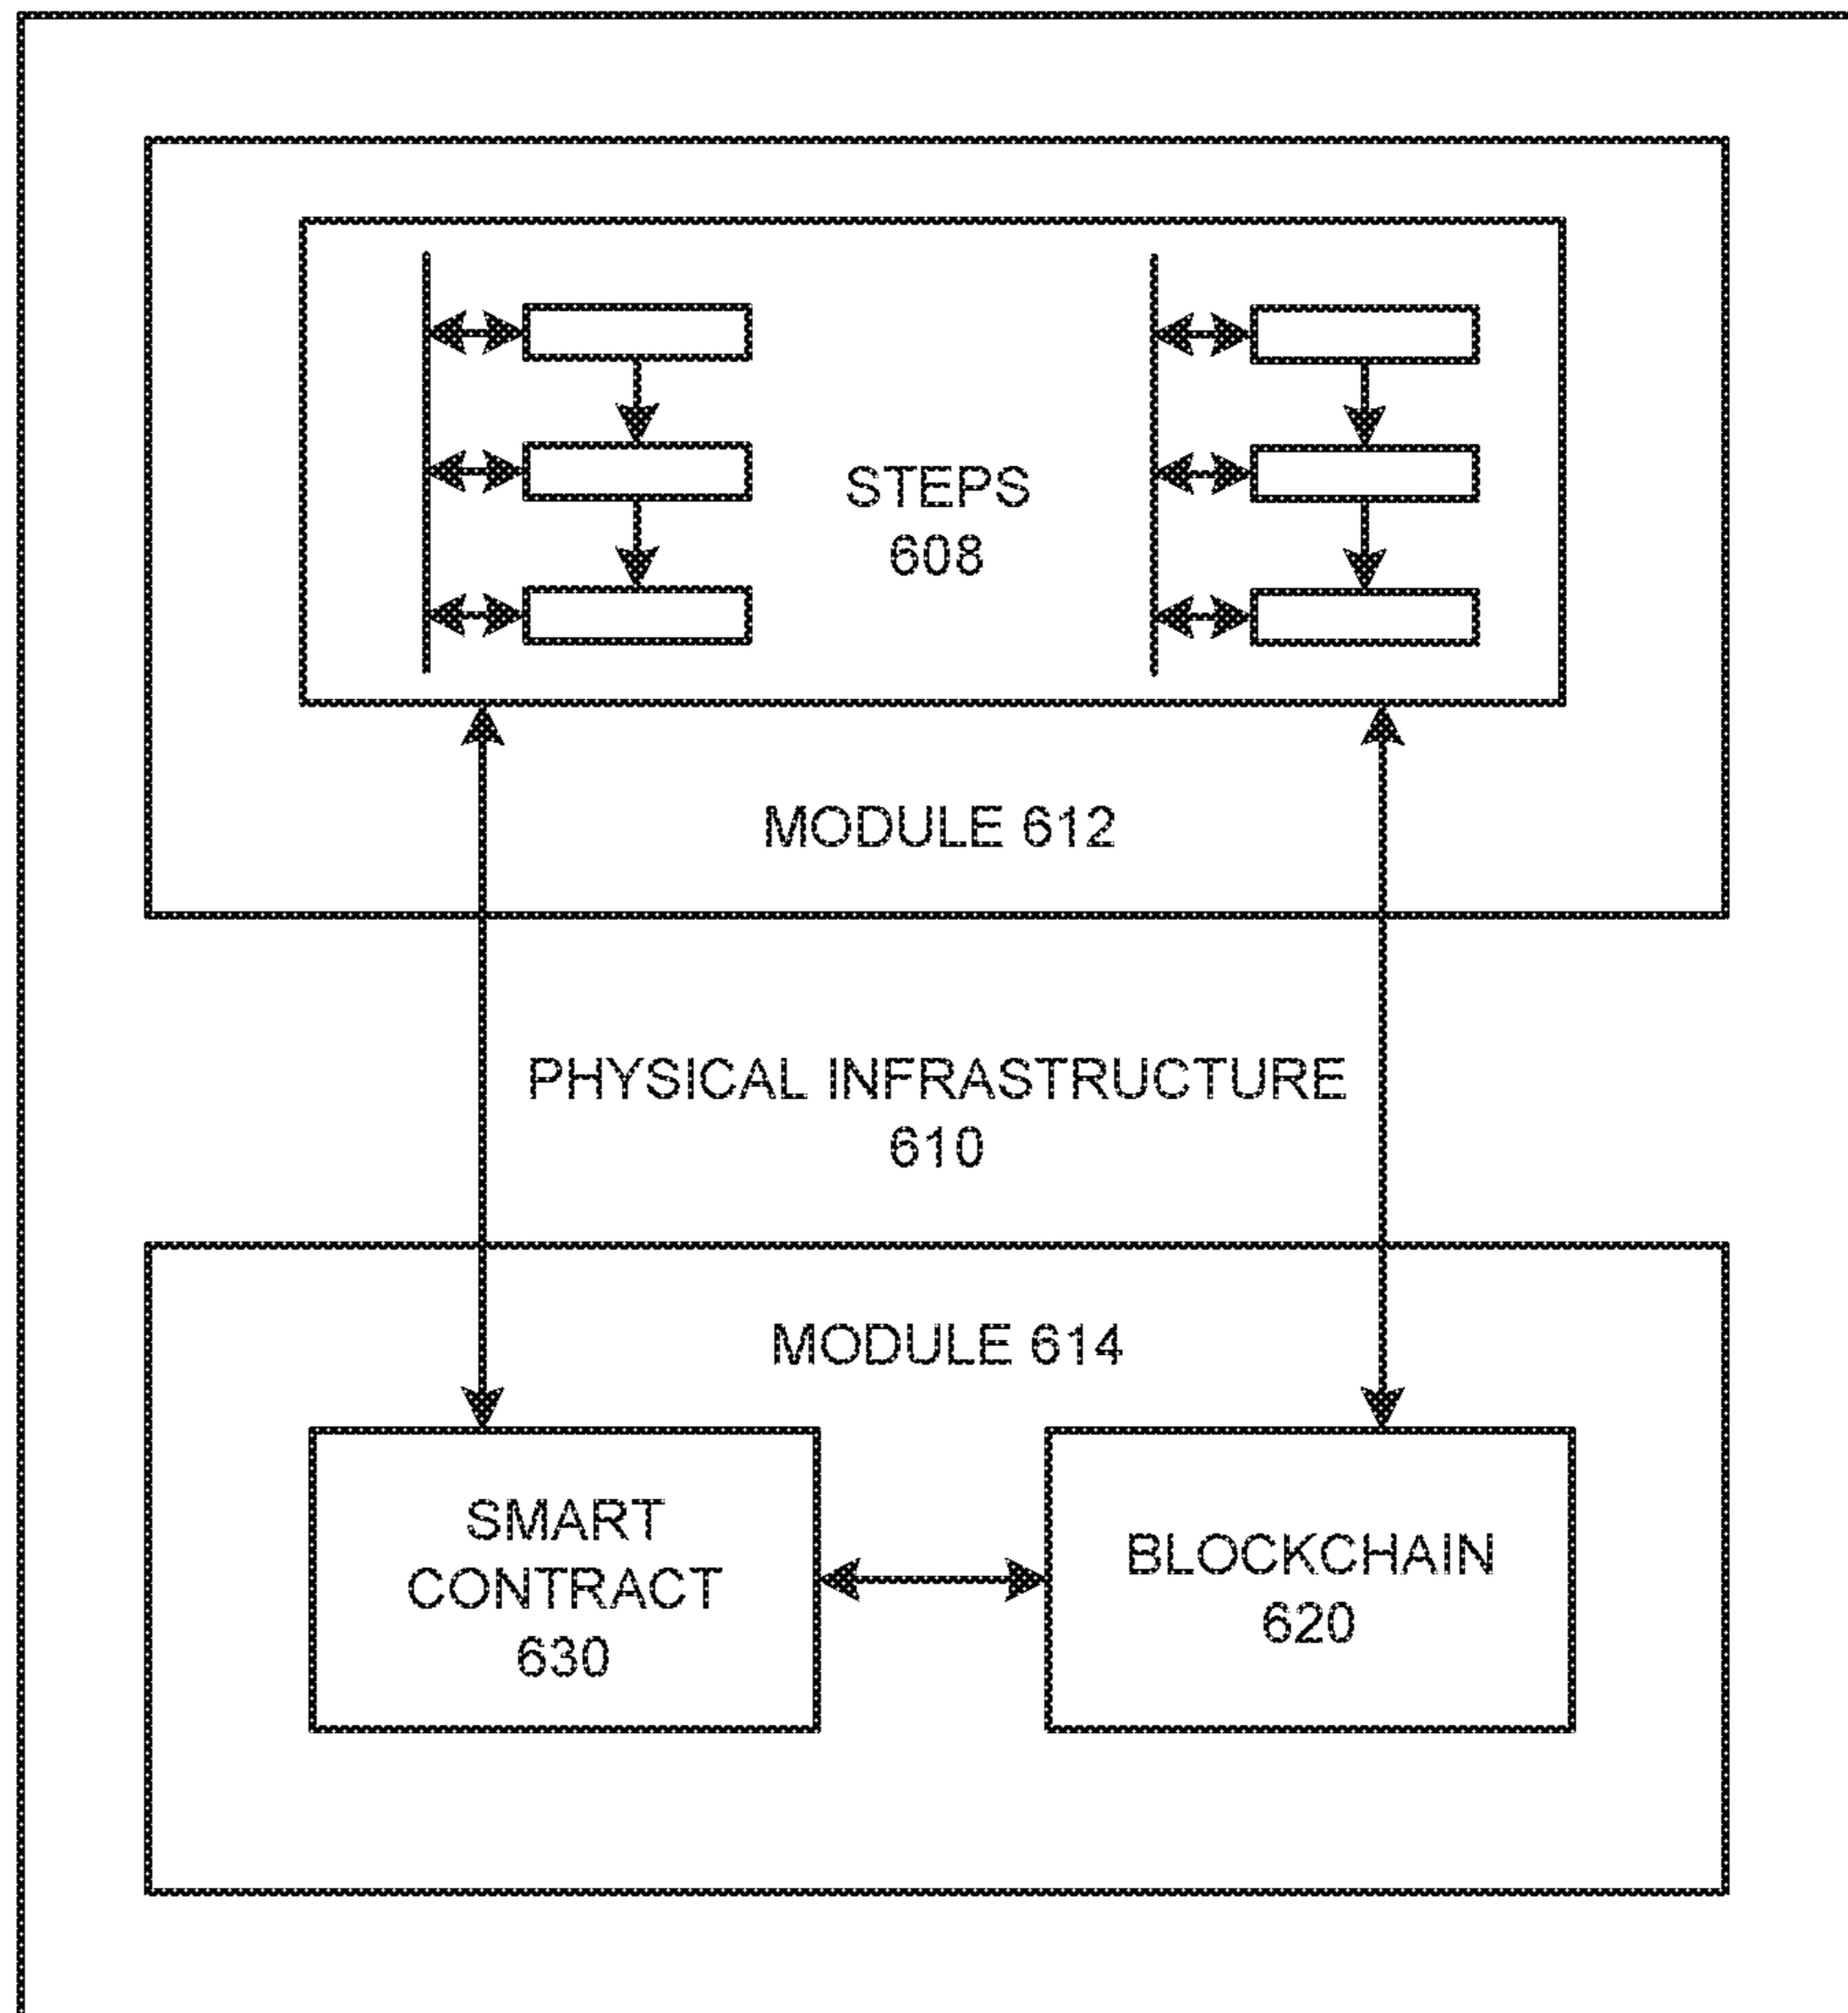 STEPS
608
MODULE 612
PHYSICAL INFRASTRUCTURE
610
MODULE 614
SMART
CONTRACT
630
BLOCKCHAIN
620